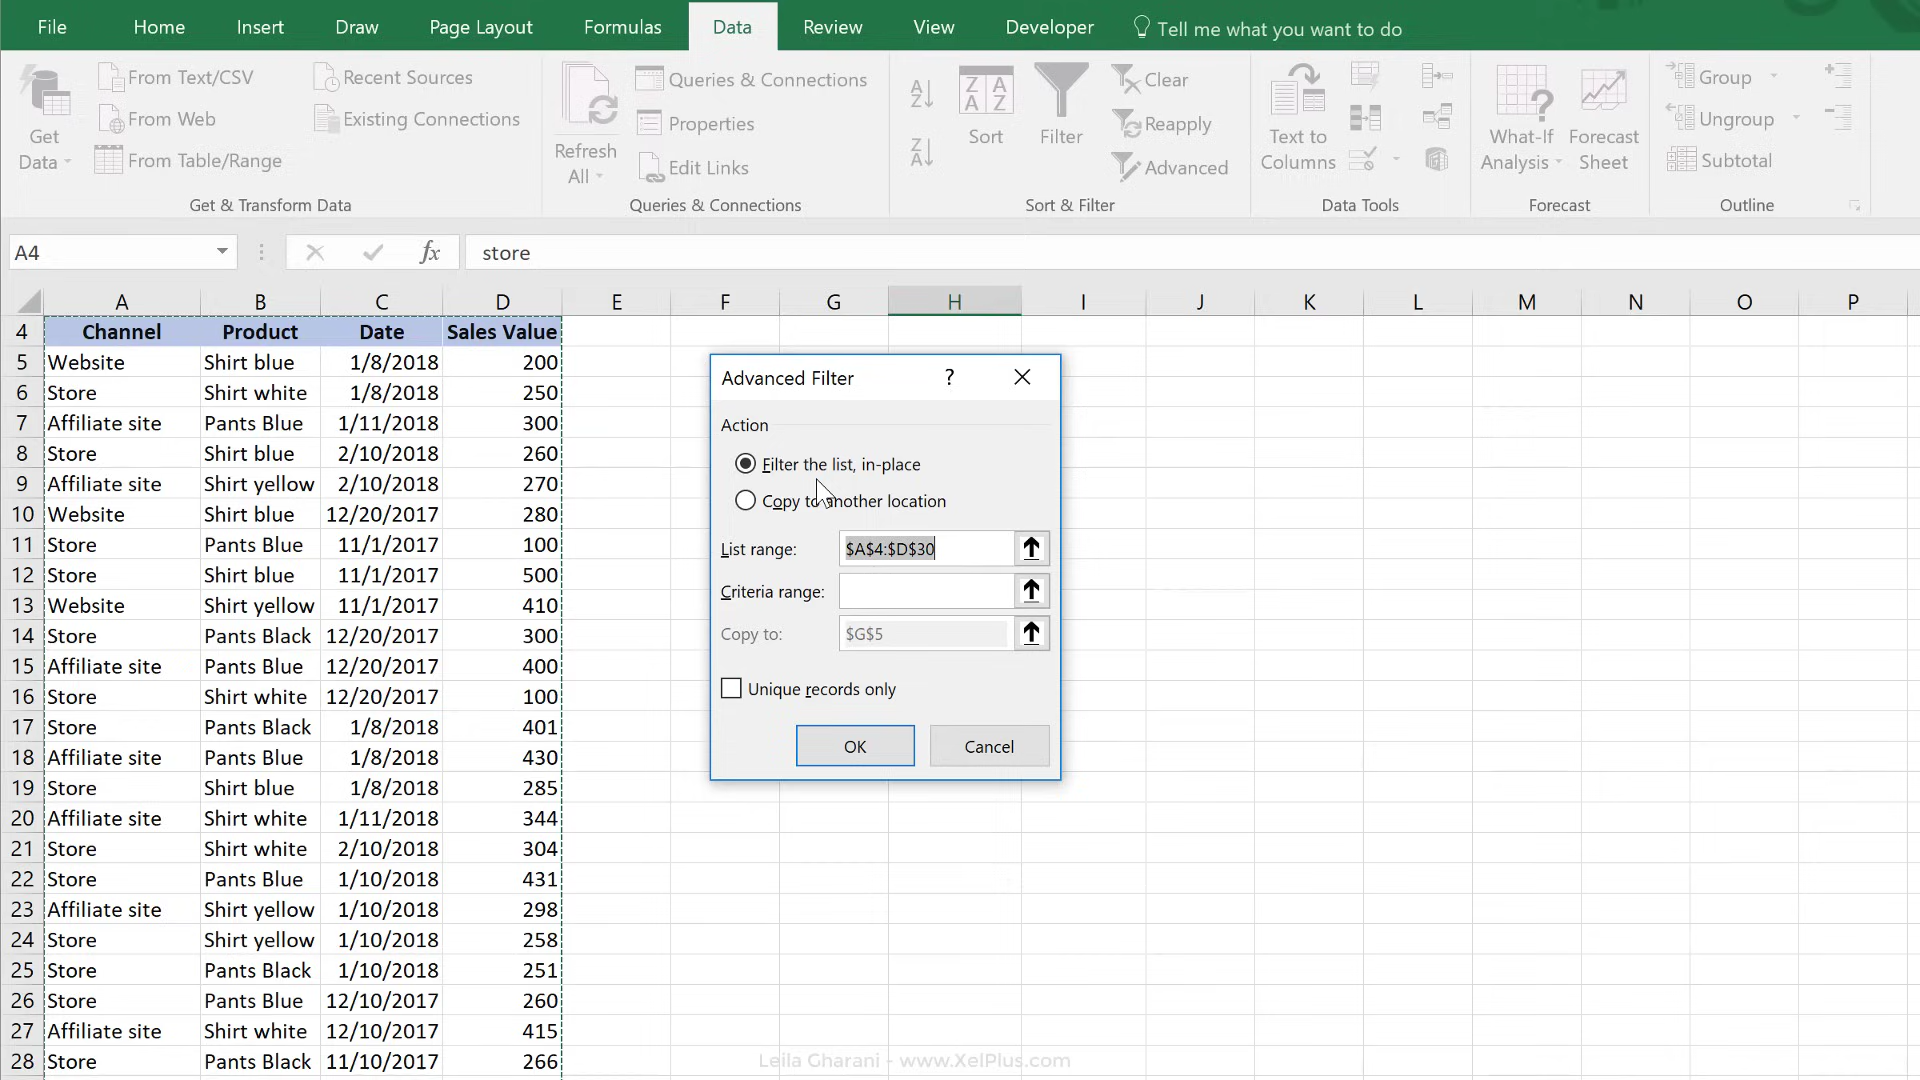 File Home Insert Draw Page Layout Formulas Data Review View Developer Tell me what you want to do
Get Data
From Text/CSV
From Web
From Table/Range
Recent Sources
Existing Connections
Get & Transform Data
Refresh All
Queries & Connections
Properties
Edit Links
Queries & Connections
Sort
Filter
Clear
Reapply
Advanced
Sort & Filter
Text to Columns
Data Tools
What-If Analysis
Forecast Sheet
Forecast
Group
Ungroup
Subtotal
Outline
A4 fx store
A B C D E F G H I J K L M N O P
4 Channel Product Date Sales Value
5 Website Shirt blue 1/8/2018 200
6 Store Shirt white 1/8/2018 250
7 Affiliate site Pants Blue 1/11/2018 300
8 Store Shirt blue 2/10/2018 260
9 Affiliate site Shirt yellow 2/10/2018 270
10 Website Shirt blue 12/20/2017 280
11 Store Pants Blue 11/1/2017 100
12 Store Shirt blue 11/1/2017 500
13 Website Shirt yellow 11/1/2017 410
14 Store Pants Black 12/20/2017 300
15 Affiliate site Pants Blue 12/20/2017 400
16 Store Shirt white 12/20/2017 100
17 Store Pants Black 1/8/2018 401
18 Affiliate site Pants Blue 1/8/2018 430
19 Store Shirt blue 1/8/2018 285
20 Affiliate site Shirt white 1/11/2018 344
21 Store Shirt white 2/10/2018 304
22 Store Pants Blue 1/10/2018 431
23 Affiliate site Shirt yellow 1/10/2018 298
24 Store Shirt yellow 1/10/2018 258
25 Store Pants Black 1/10/2018 251
26 Store Pants Blue 12/10/2017 260
27 Affiliate site Shirt white 12/10/2017 415
28 Store Pants Black 11/10/2017 266
Advanced Filter ?
Action
Filter the list, in-place
Copy to another location
List range: $A$4:$D$30
Criteria range:
Copy to: $G$5
Unique records only
OK Cancel
Leila Gharani - www.XelPlus.com